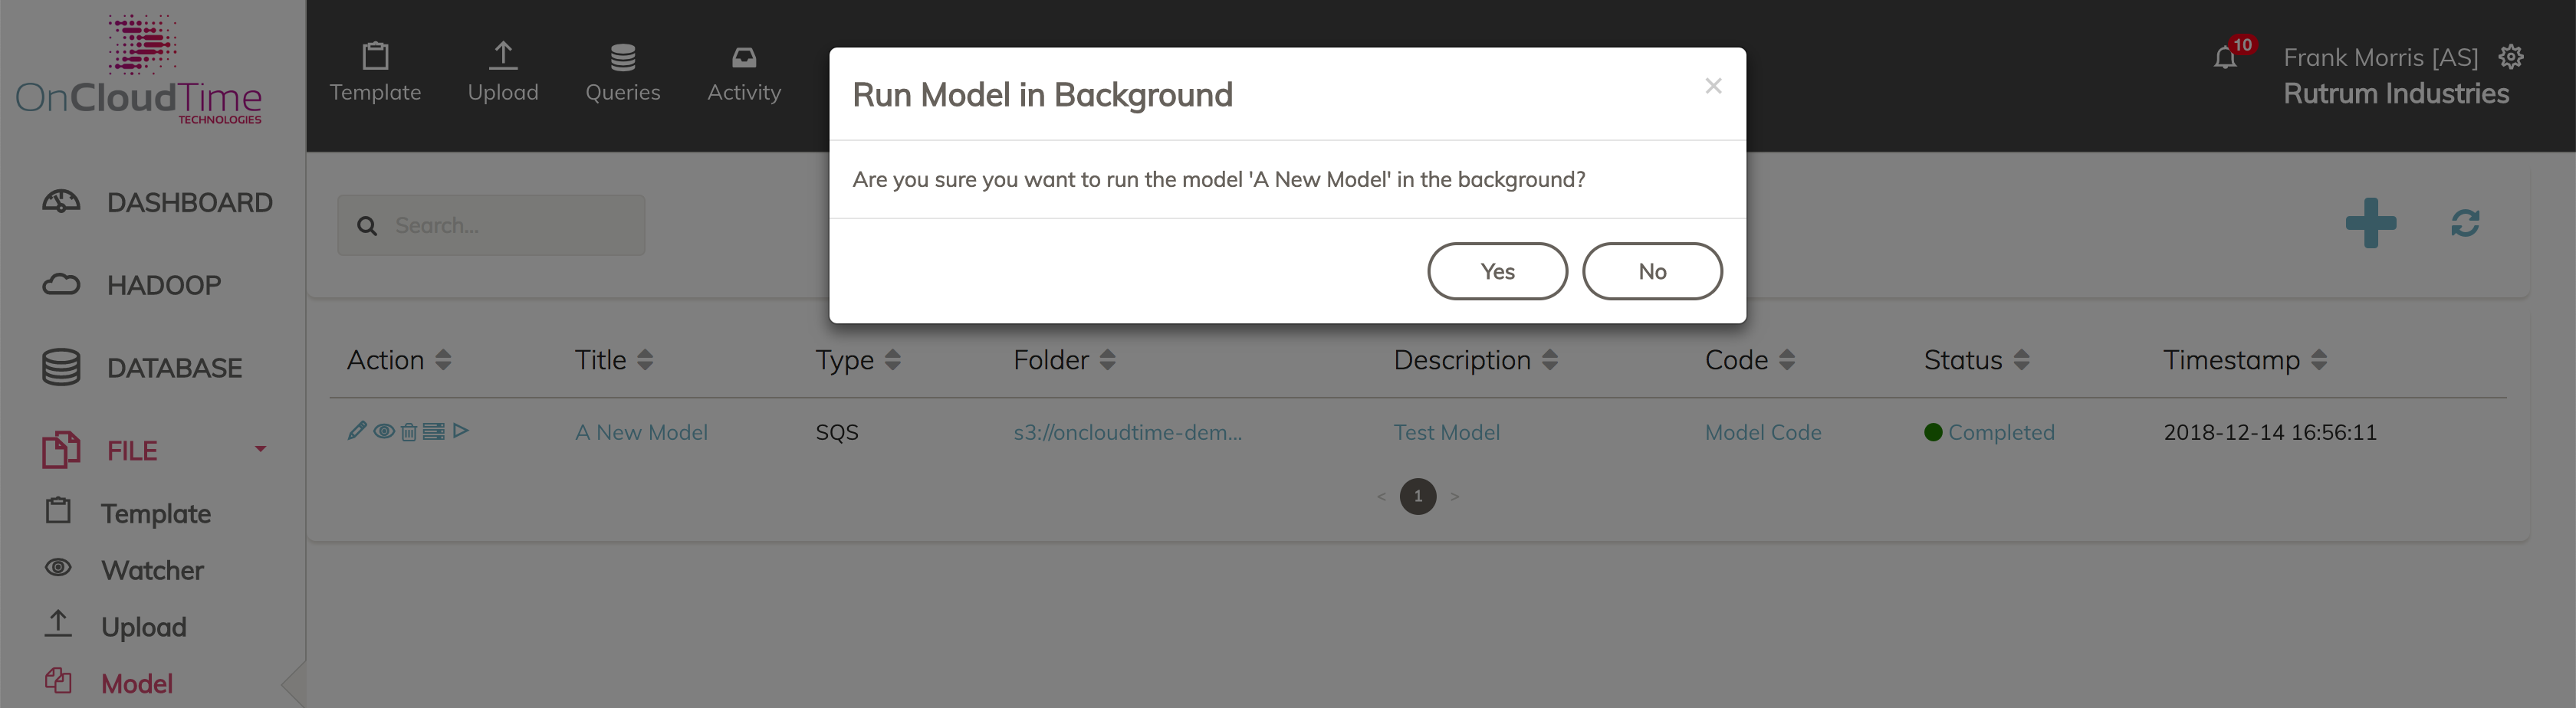 OnCloudTime
TECHNOLOGIES
Template
Upload
Queries
Activity
10
Frank Morris [AS]
Rutrum Industries
Run Model in Background
×
Are you sure you want to run the model 'A New Model' in the background?
Yes
No
DASHBOARD
HADOOP
DATABASE
FILE
Template
Watcher
Upload
Model
Search...
Action Title Type Folder Description Code Status Timestamp
A New Model SQS s3://oncloudtime-dem... Test Model Model Code Completed 2018-12-14 16:56:11
< 1 >